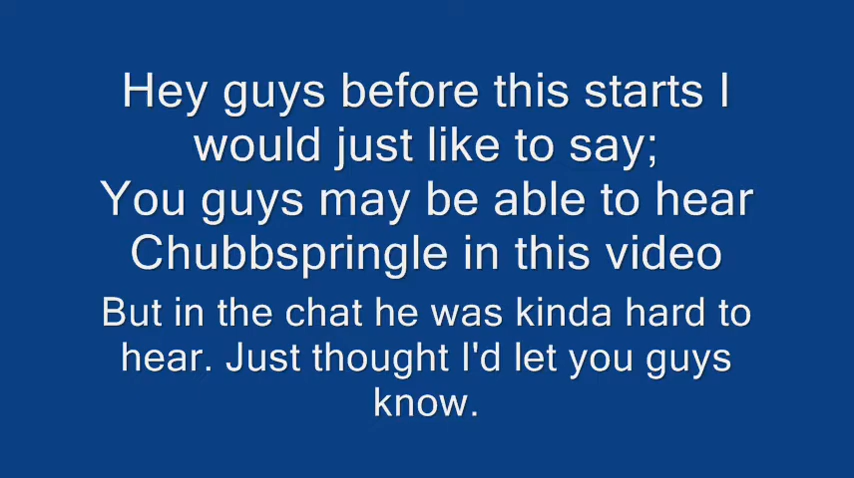 Hey guys before this starts I
would just like to say;
You guys may be able to hear
Chubbspringle in this video
But in the chat he was kinda hard to
hear. Just thought I'd let you guys
know.